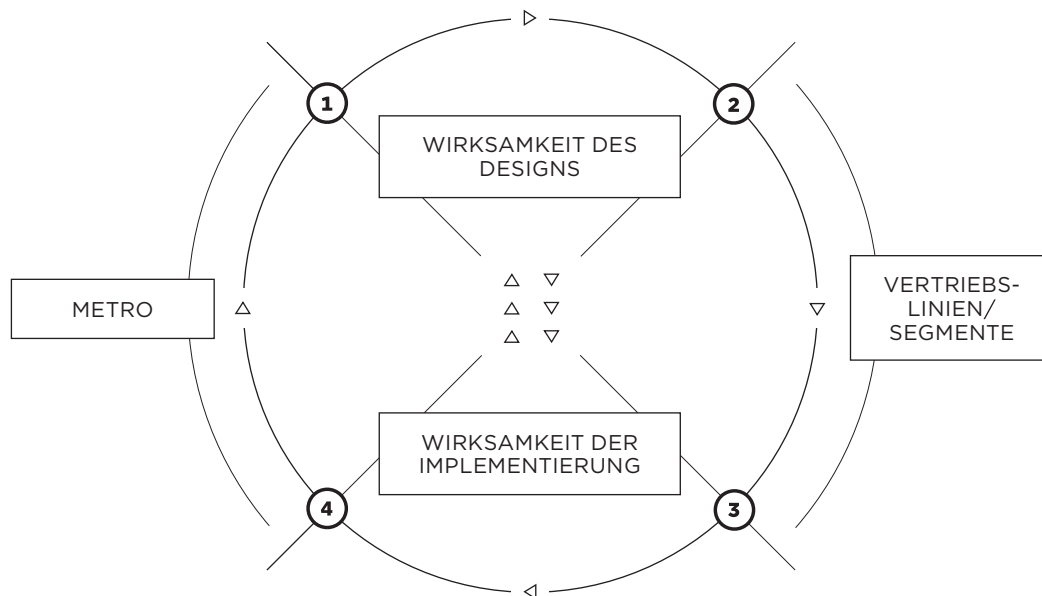 1
2
WIRKSAMKEIT DES
DESIGNS
METRO
VERTRIEBS-
LINIEN/
SEGMENTE
WIRKSAMKEIT DER
IMPLEMENTIERUNG
4
3